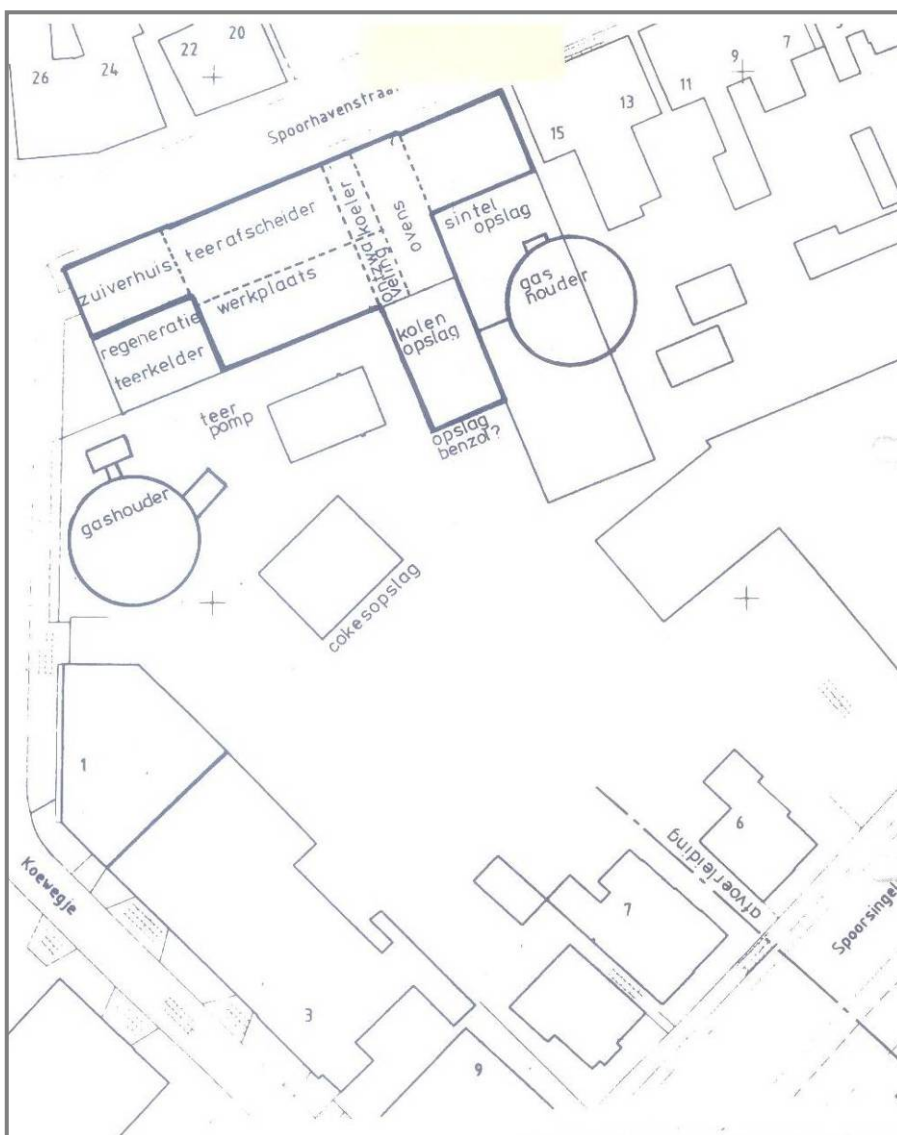 26
24
22
20
Spoorhavenstraat
15
13
11
9
7
zuiverhuis
teerafscheider
koeler
ontzwaveling
ovens
sintel
opslag
gas
houder
werkplaats
regeneratie
teerkelder
kolen
opslag
teer
pomp
opslag
benzol?
gashouder
cokesopslag
1
Koewegje
3
9
7
6
afvoerleiding
Spoorsingel